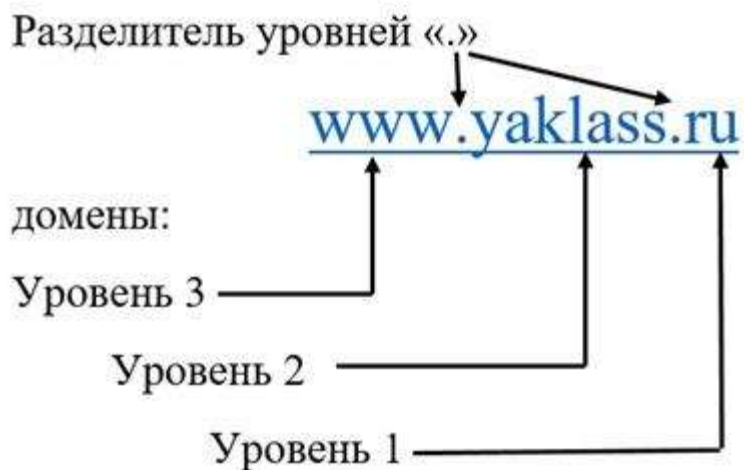 Разделитель уровней «.»
www.yaklass.ru
домены:
Уровень 3
Уровень 2
Уровень 1